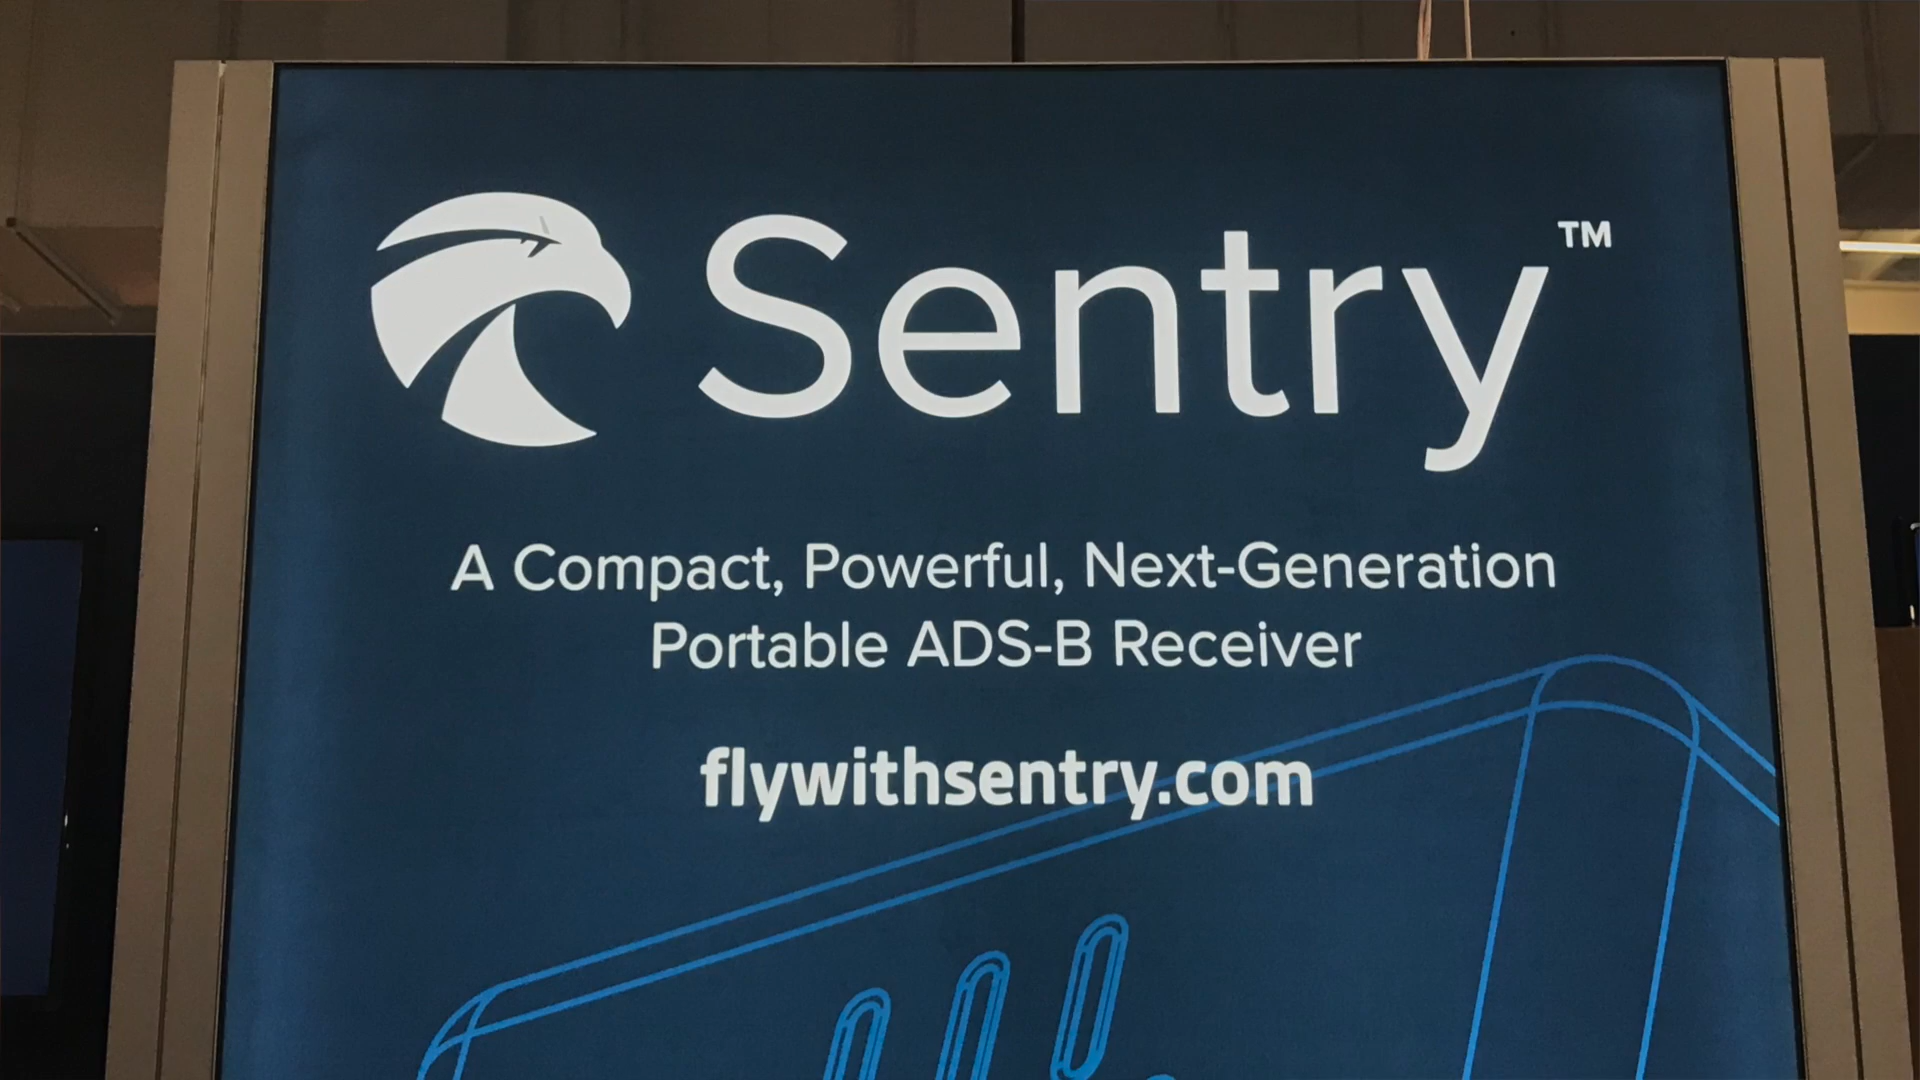 Sentry™
A Compact, Powerful, Next-Generation
Portable ADS-B Receiver
flywithsentry.com